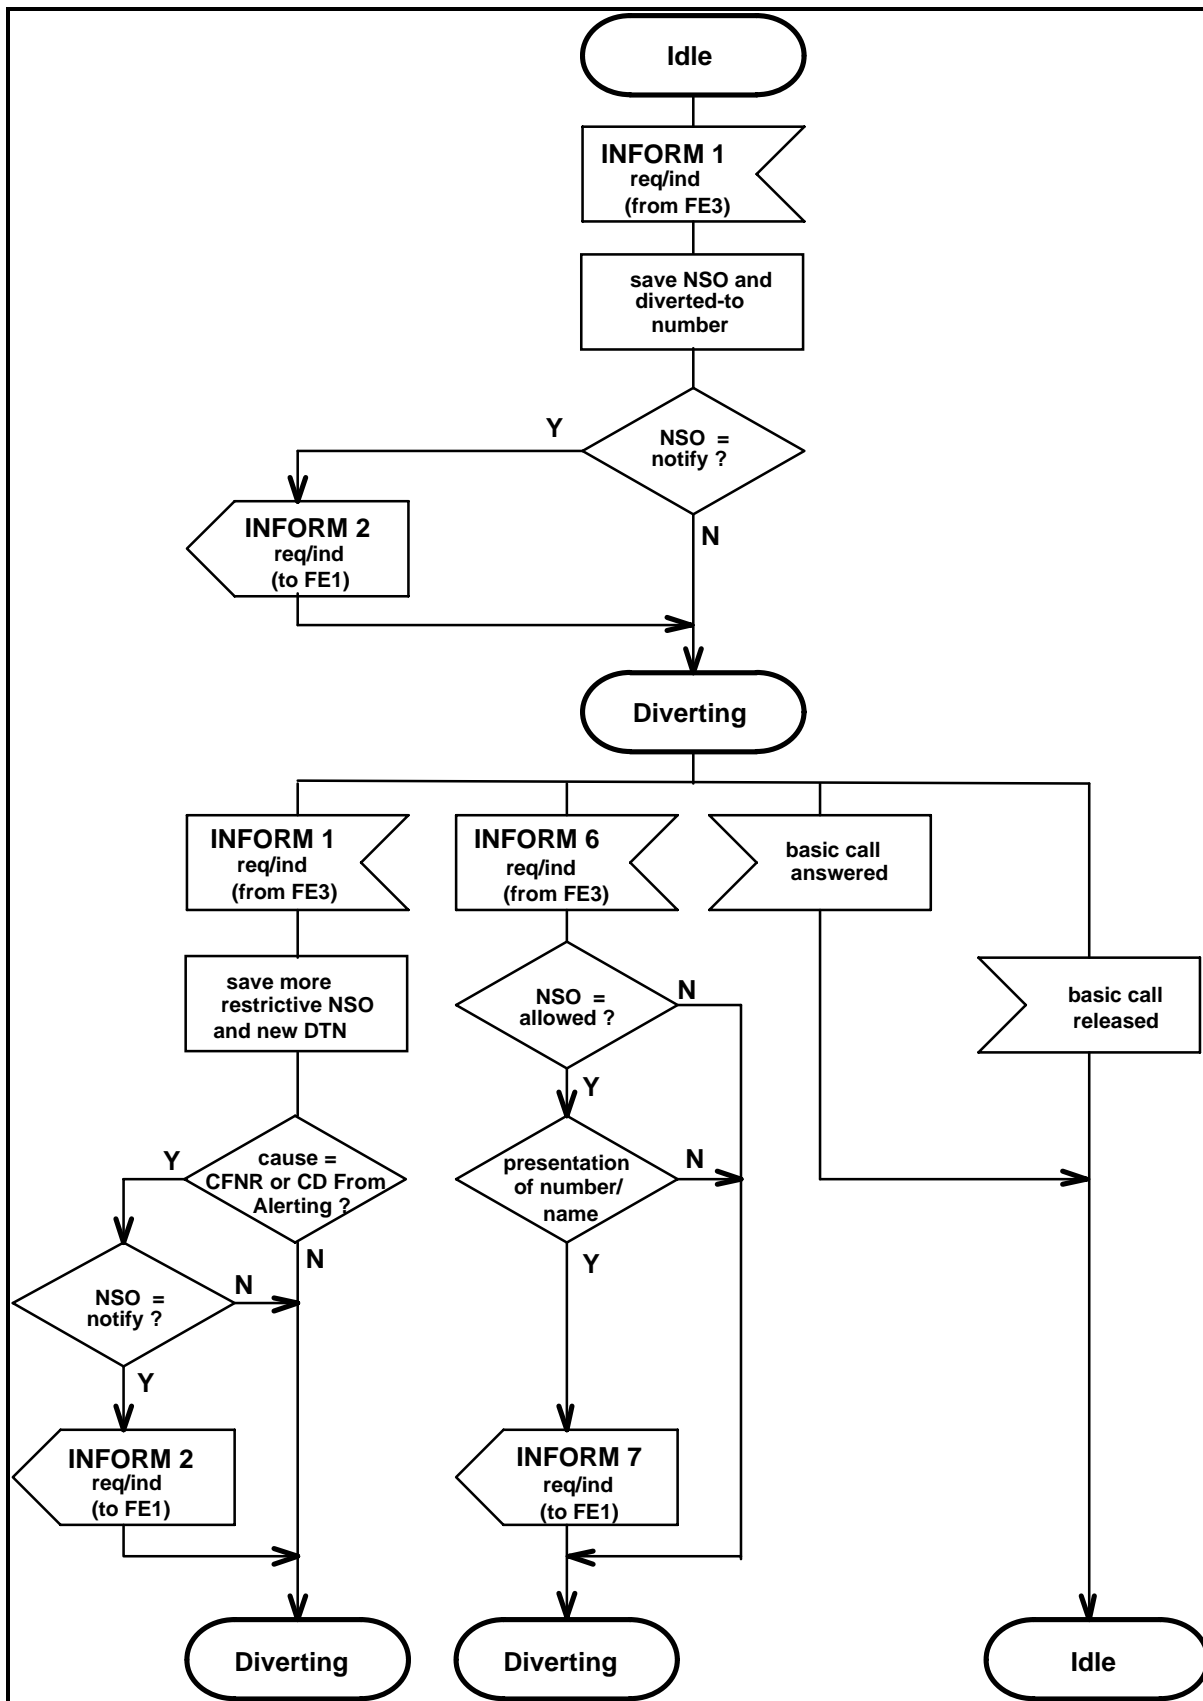 Idle
INFORM 1
req/ind
(from FE3)
save NSO and
diverted-to
number
Y
NSO =
notify ?
N
INFORM 2
req/ind
(to FE1)
Diverting
INFORM 1
req/ind
(from FE3)
INFORM 6
req/ind
(from FE3)
basic call
answered
save more
restrictive NSO
and new DTN
NSO =
allowed ?
N
Y
basic call
released
Y
cause =
CFNR or CD From
Alerting ?
N
presentation
of number/
name
N
Y
NSO =
notify ?
N
Y
INFORM 2
req/ind
(to FE1)
INFORM 7
req/ind
(to FE1)
Diverting
Diverting
Idle